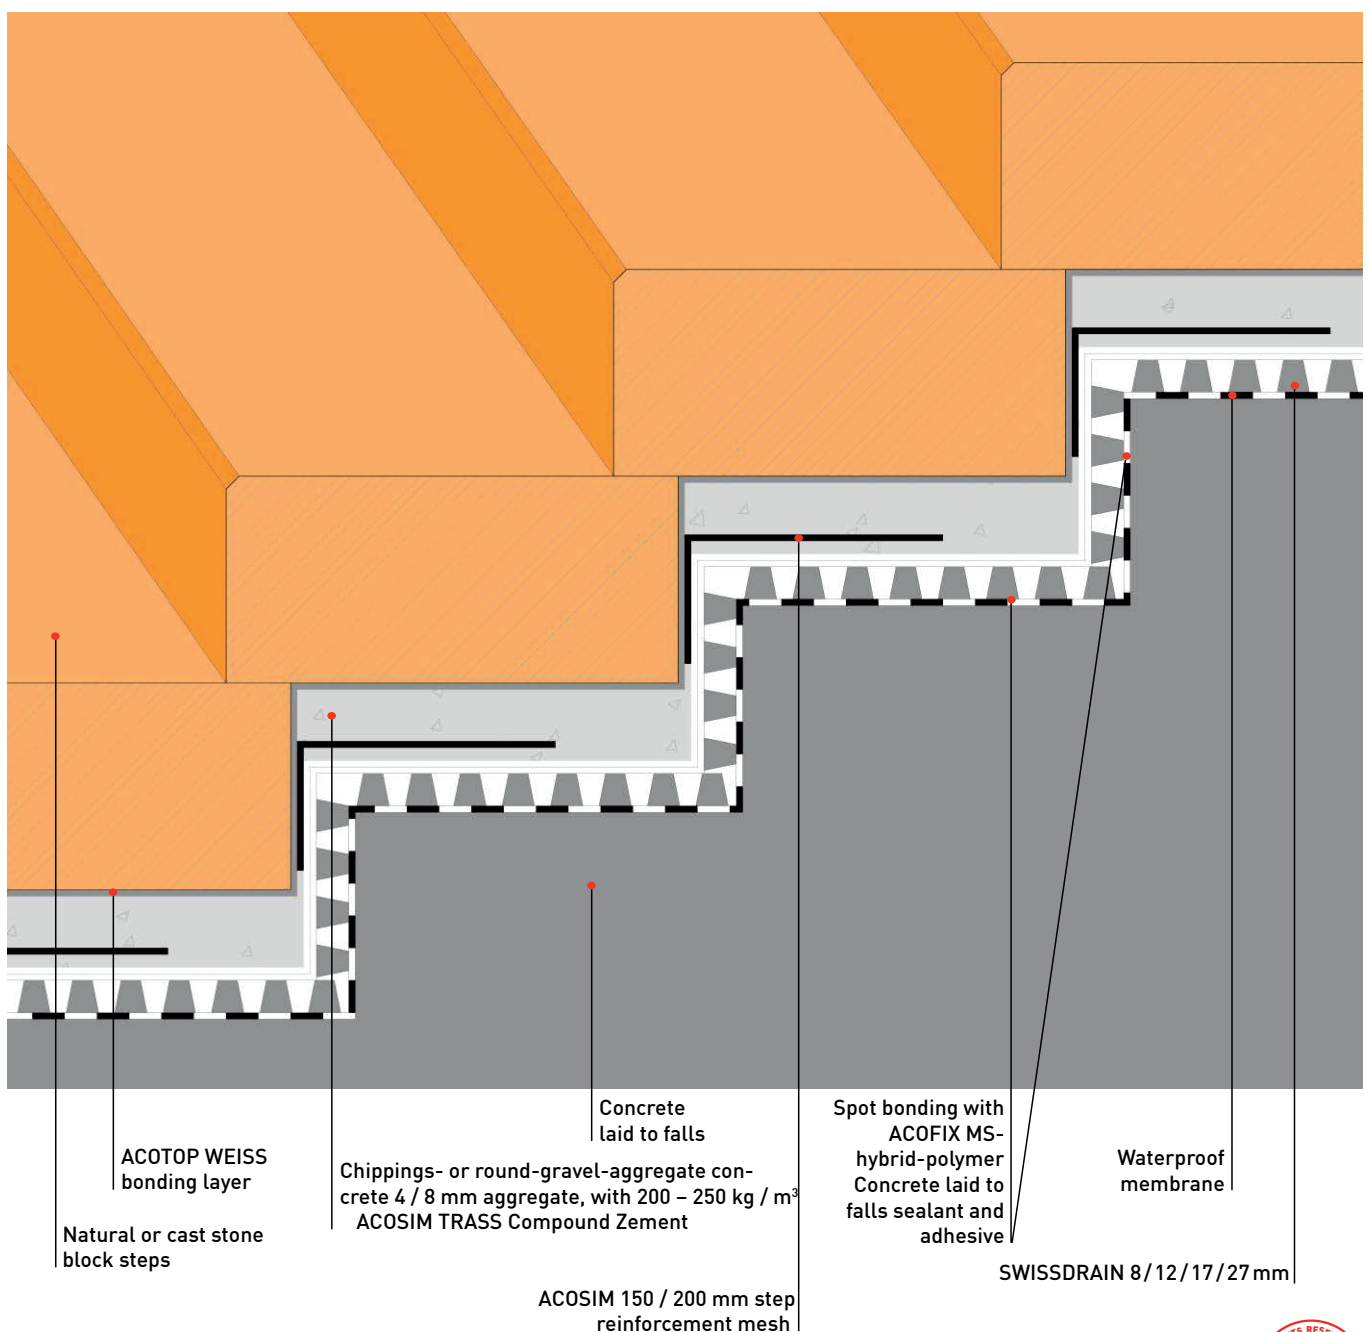 Concrete
laid to falls
Spot bonding with
ACOFIX MS-
hybrid-polymer
Concrete laid to
falls sealant and
adhesive
ACOTOP WEISS
bonding layer
Waterproof
membrane
Chippings- or round-gravel-aggregate con-
crete 4 / 8 mm aggregate, with 200 – 250 kg / m³
ACOSIM TRASS Compound Zement
Natural or cast stone
block steps
SWISSDRAIN 8 / 12 / 17 / 27 mm
ACOSIM 150 / 200 mm step
reinforcement mesh